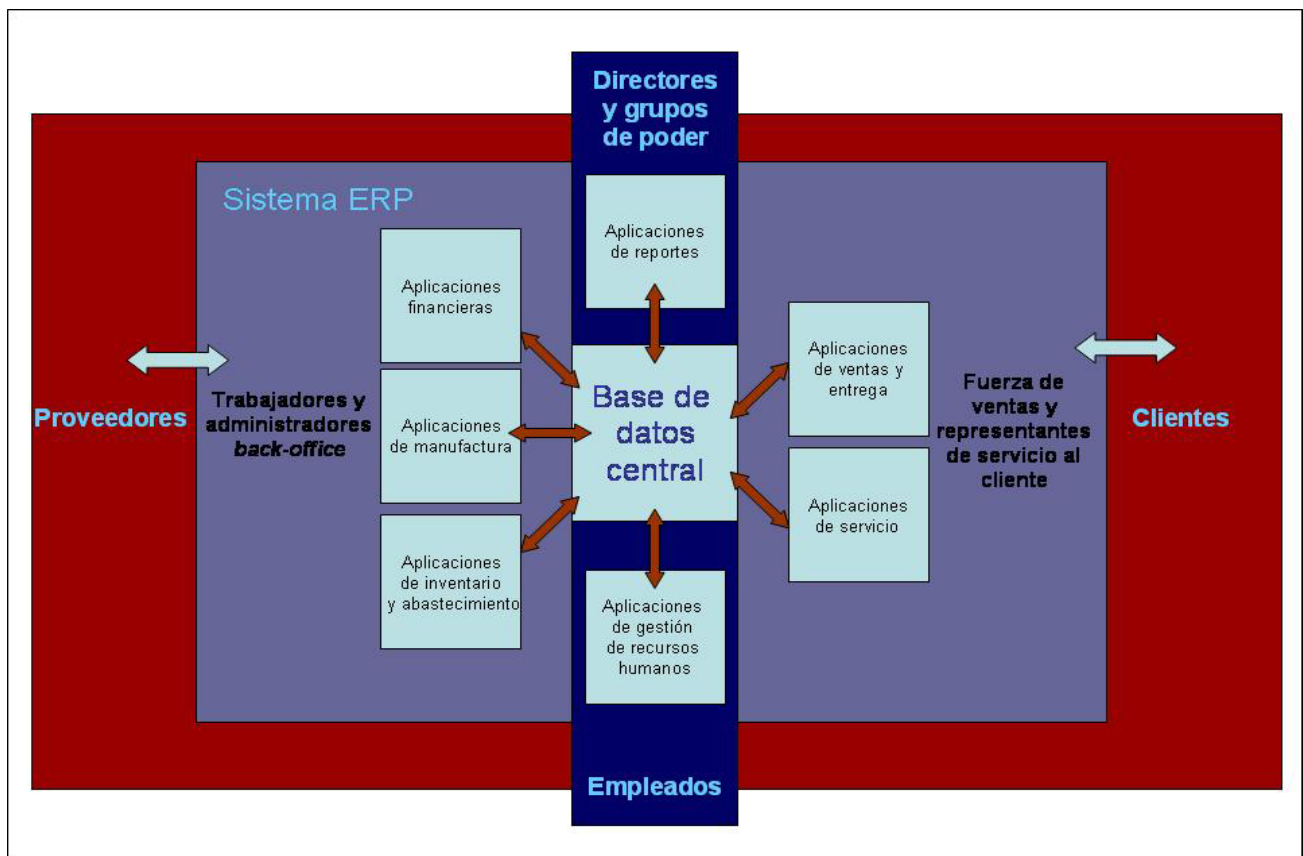 Directores
y grupos
de poder
Sistema ERP
Aplicaciones
de reportes
Aplicaciones
financieras
Aplicaciones
de ventas y
entrega
Proveedores
Trabajadores y
administradores
back-office
Aplicaciones
de manufactura
Base de
datos
central
Fuerza de
ventas y
representantes
de servicio al
cliente
Clientes
Aplicaciones
de servicio
Aplicaciones
de inventario
y abastecimiento
Aplicaciones
de gestión
de recursos
humanos
Empleados